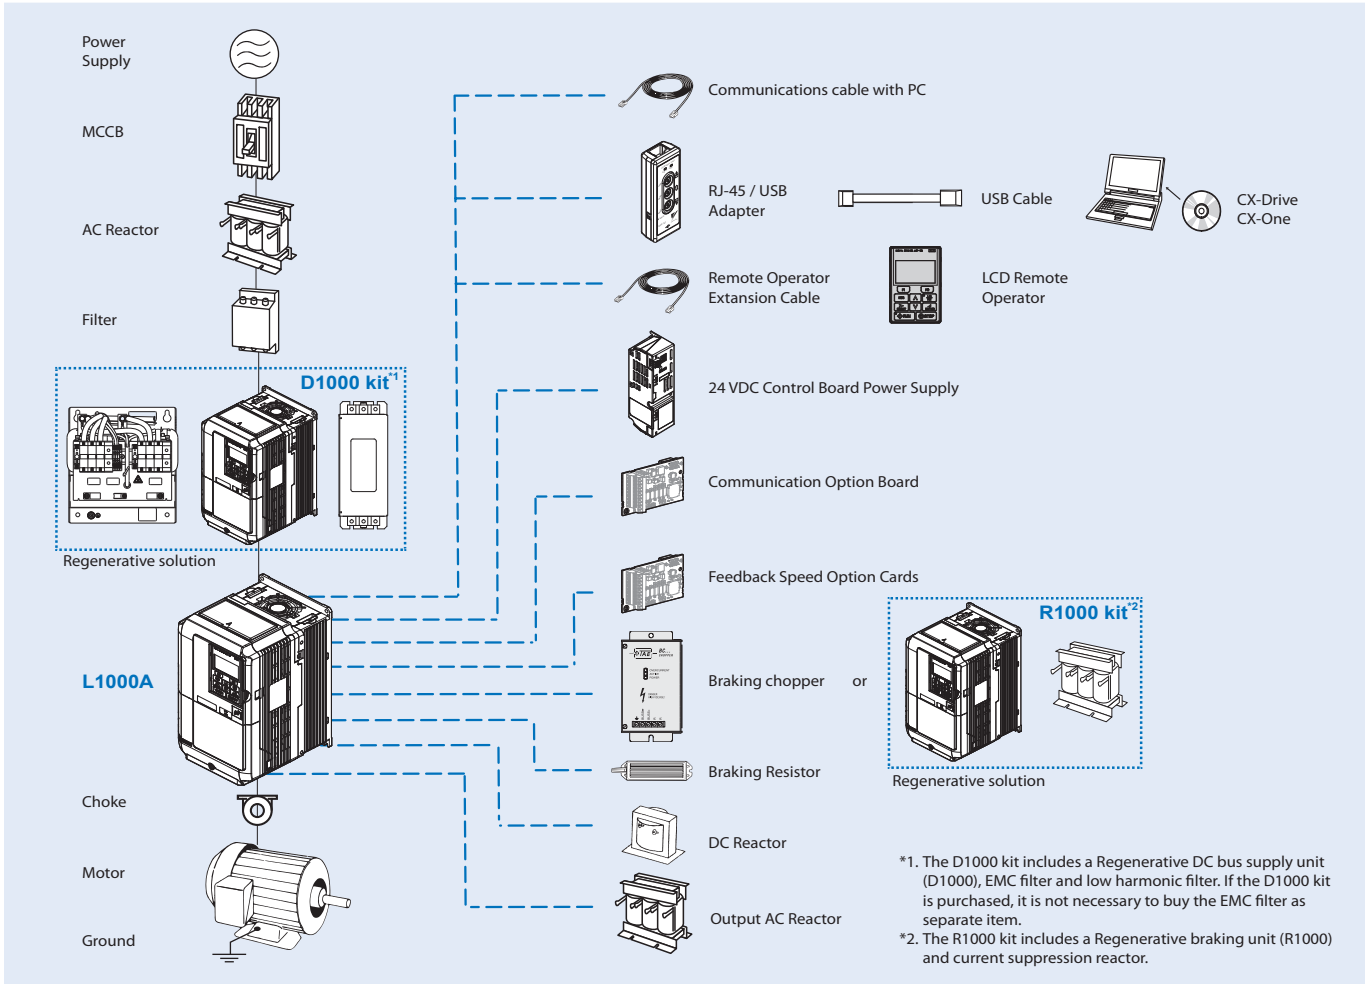 Power
Supply
MCCB
AC Reactor
Filter
D1000 kit*1
Regenerative solution
L1000A
Choke
Motor
Ground
Communications cable with PC
RJ-45 / USB
Adapter
USB Cable
CX-Drive
CX-One
Remote Operator
Extansion Cable
LCD Remote
Operator
24 VDC Control Board Power Supply
Communication Option Board
Feedback Speed Option Cards
Braking chopper or
R1000 kit*2
Regenerative solution
Braking Resistor
DC Reactor
Output AC Reactor
*1. The D1000 kit includes a Regenerative DC bus supply unit
(D1000), EMC filter and low harmonic filter. If the D1000 kit
is purchased, it is not necessary to buy the EMC filter as
separate item.
*2. The R1000 kit includes a Regenerative braking unit (R1000)
and current suppression reactor.